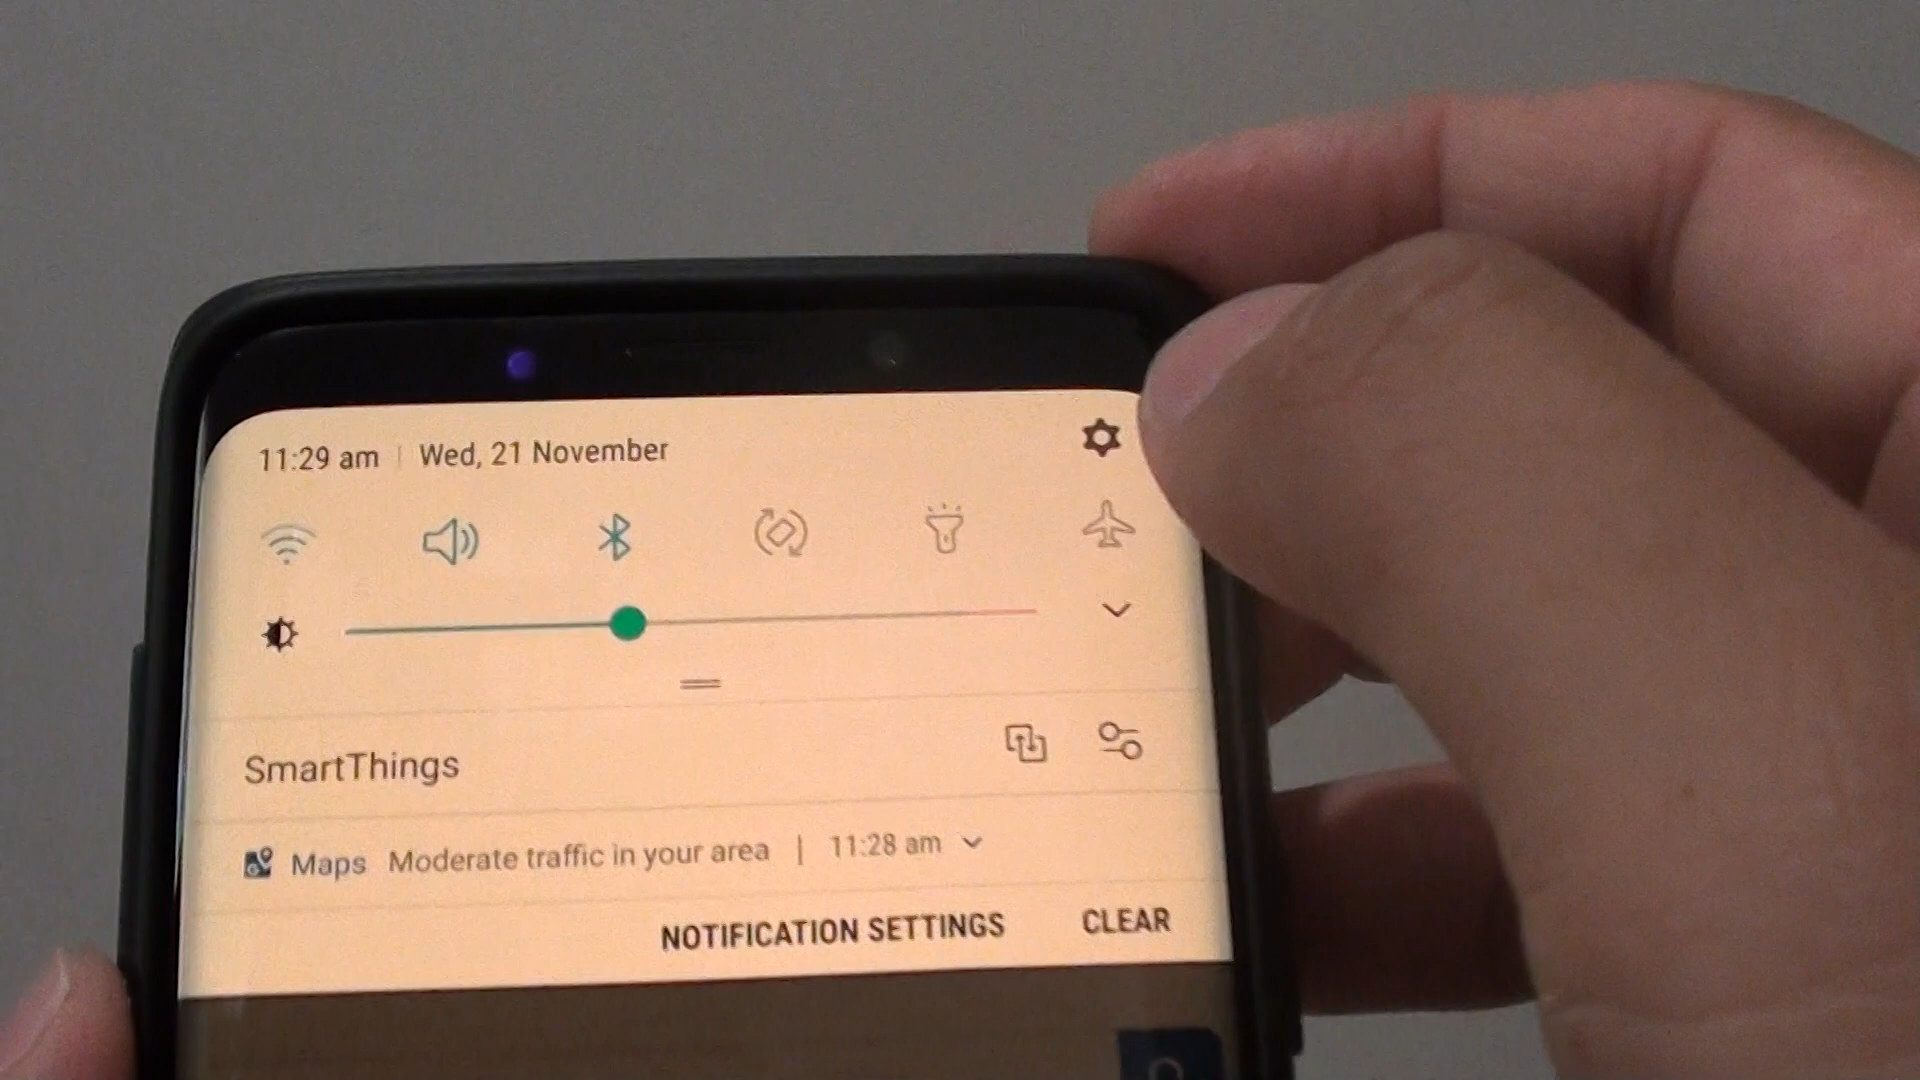 11:29 am | Wed, 21 November
SmartThings
Maps Moderate traffic in your area | 11:28 am
NOTIFICATION SETTINGS CLEAR